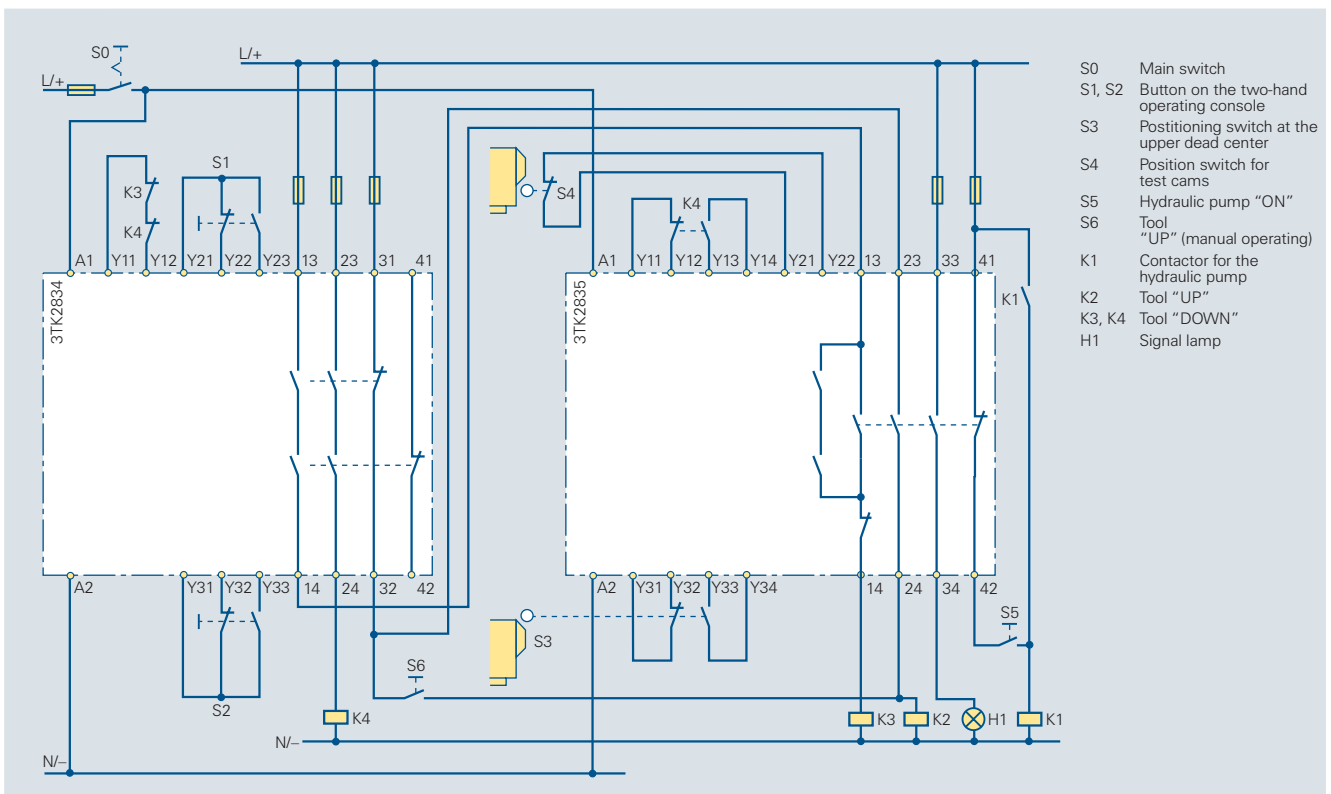 S0
L/+
L/+
S1
K3
K4
S4
K4
A1 Y11 Y12 Y21 Y22 Y23 13 23 31 41
A1 Y11 Y12 Y13 Y14 Y21 Y22 13 23 33 41
K1
3TK2834
3TK2835
A2 Y31 Y32 Y33 14 24 32 42
A2 Y31 Y32 Y33 Y34 14 24 34 42
S5
S3
S6
S2
K4 K3 K2 H1 K1
N/–
N/–
S0 Main switch
S1, S2 Button on the two-hand
operating console
S3 Postitioning switch at the
upper dead center
S4 Position switch for
test cams
S5 Hydraulic pump “ON”
S6 Tool
“UP” (manual operating)
K1 Contactor for the
hydraulic pump
K2 Tool “UP”
K3, K4 Tool “DOWN”
H1 Signal lamp